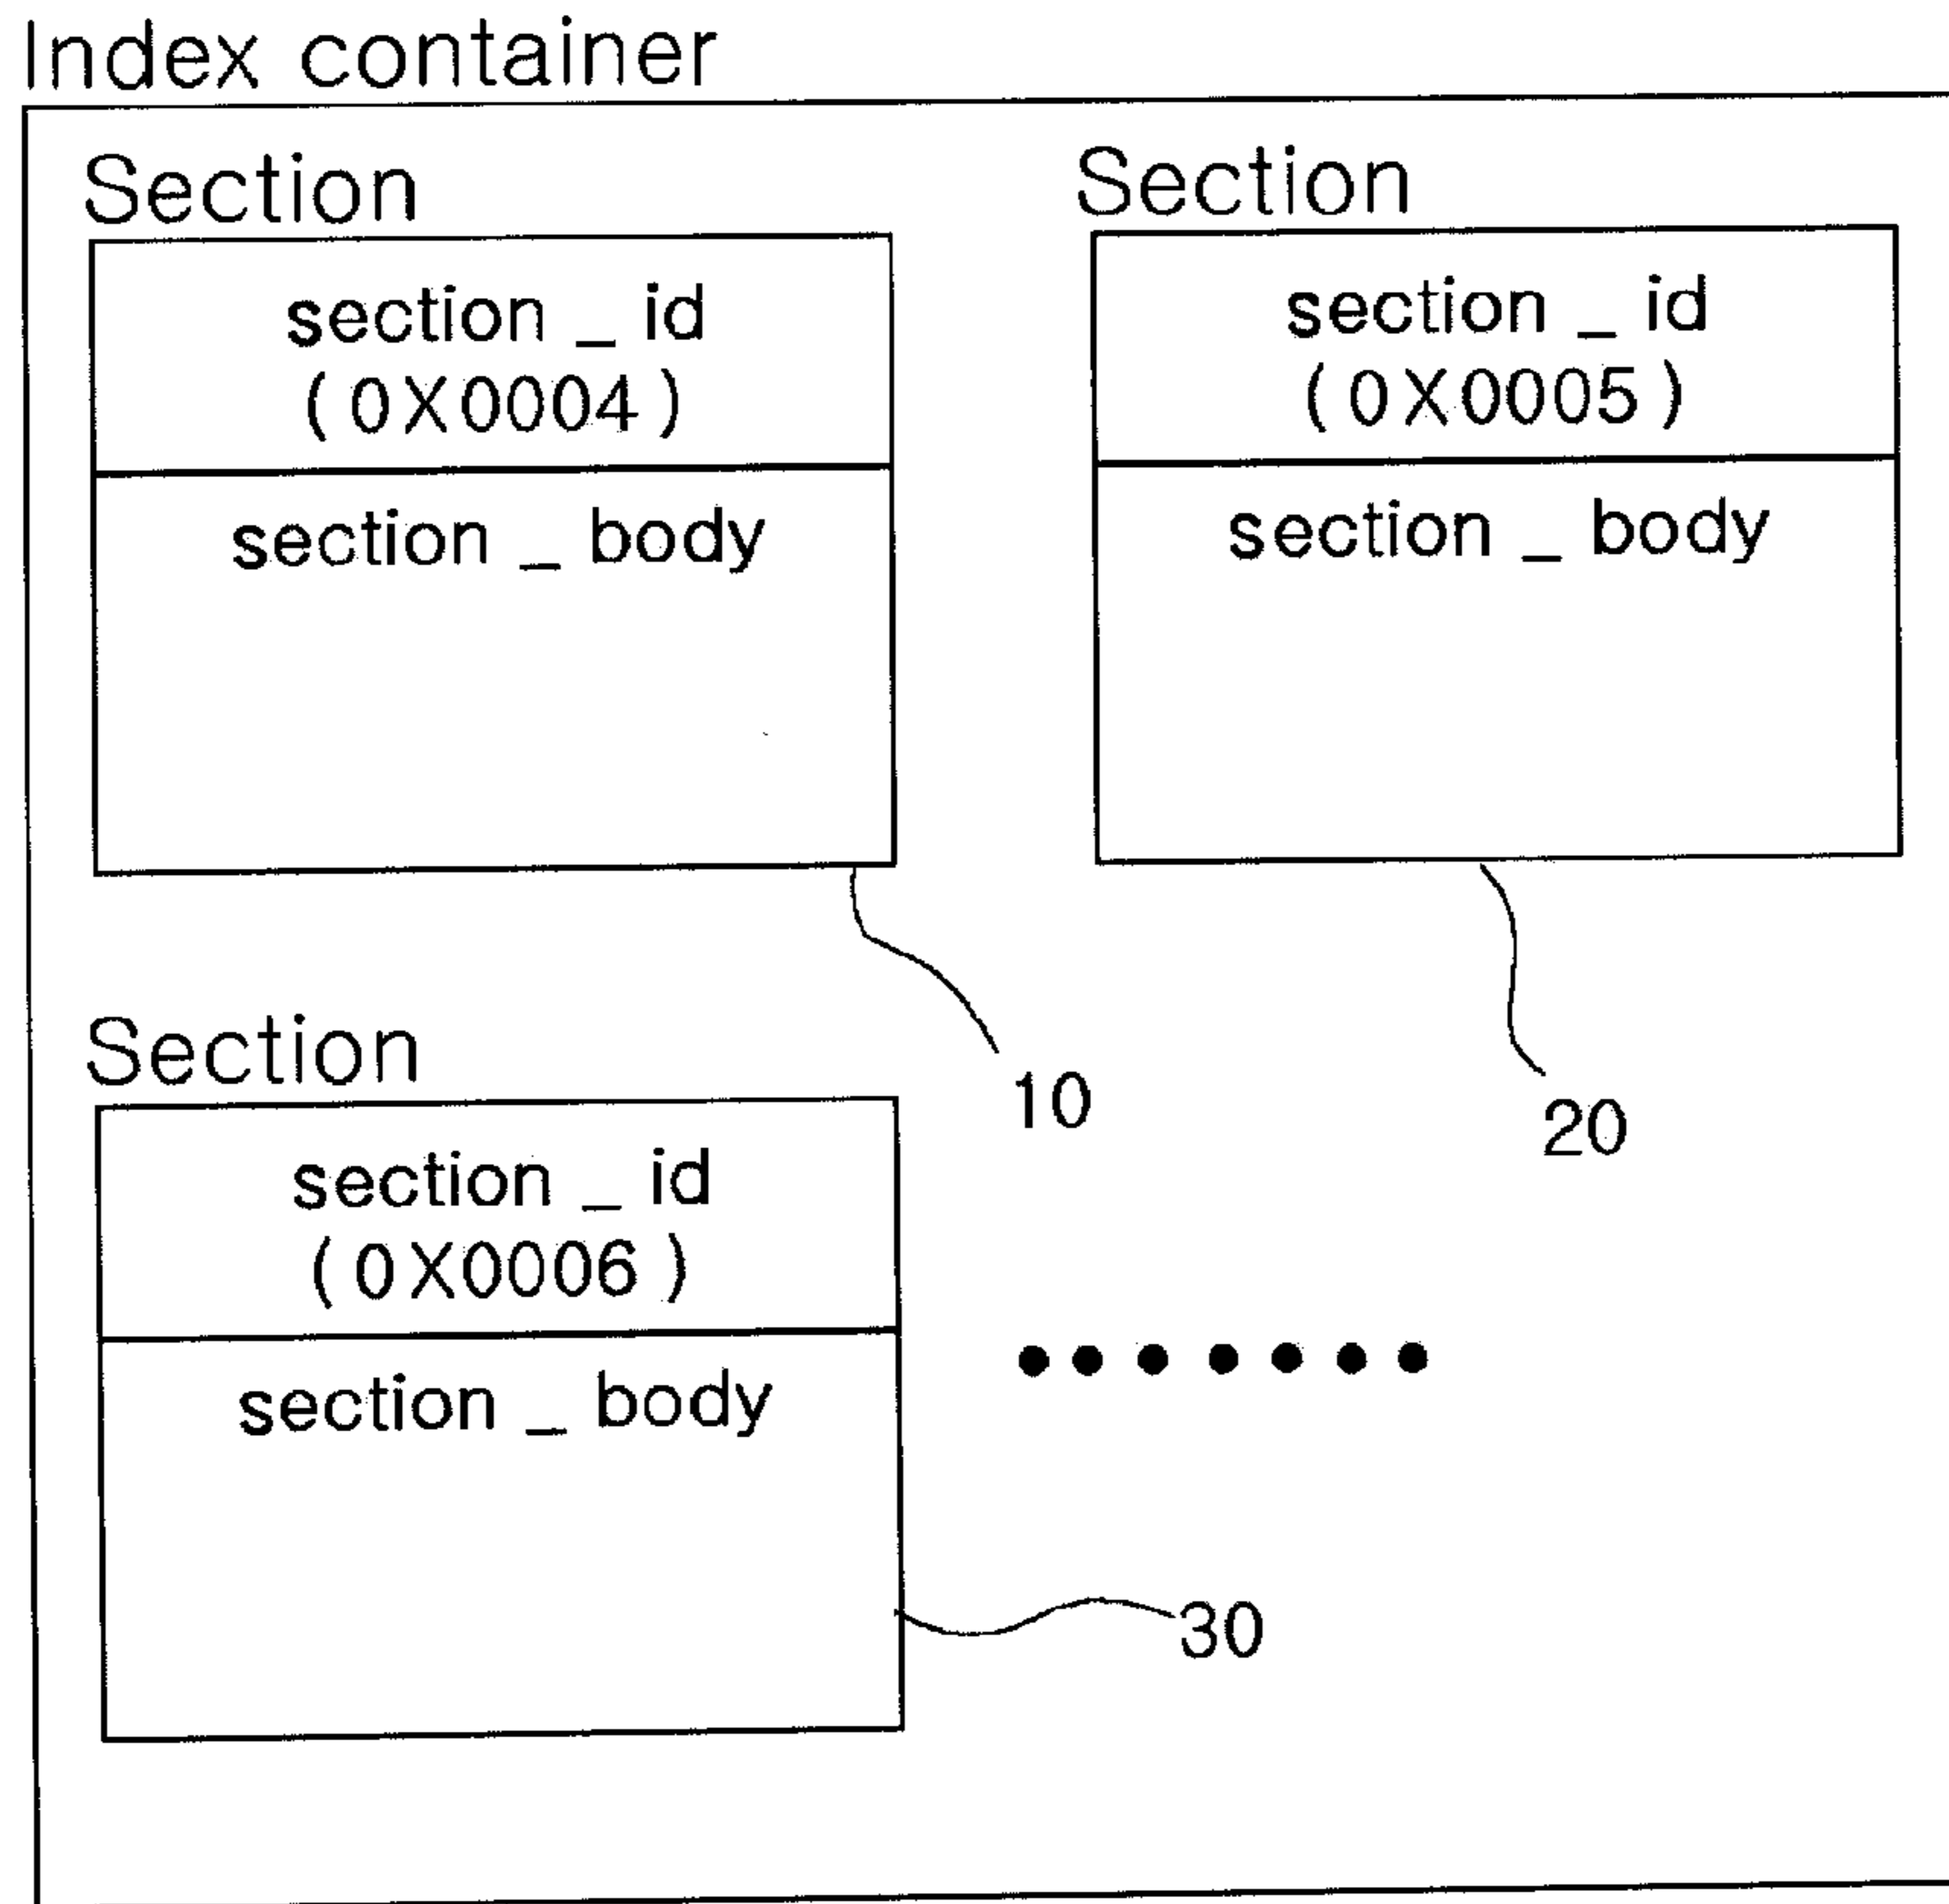 Index container
Section
section _ id
(0X0004)
section _ body
10
Section
section _ id
(0X0005)
section _ body
20
Section
section _ id
(0X0006)
section _ body
30